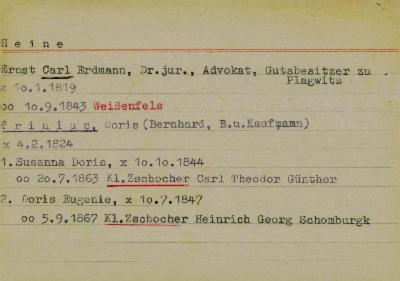 Heine
Ernst Carl Erdmann, Dr.jur., Advokat, Gutsbesitzer zu
Plagwitz.
x 10.1.1819
oo 10.9.1843 Weißenfels
Trinius, Doris (Bernhard, B.u.Kaufmann)
x 4.2.1824
1. Susanna Doris, x 10.10.1844
oo 20.7.1863 Kl.Zschocher Carl Theodor Günther
2. Doris Eugenie, x 10.7.1847
oo 5.9.1867 Kl.Zschocher Heinrich Georg Schomburgk